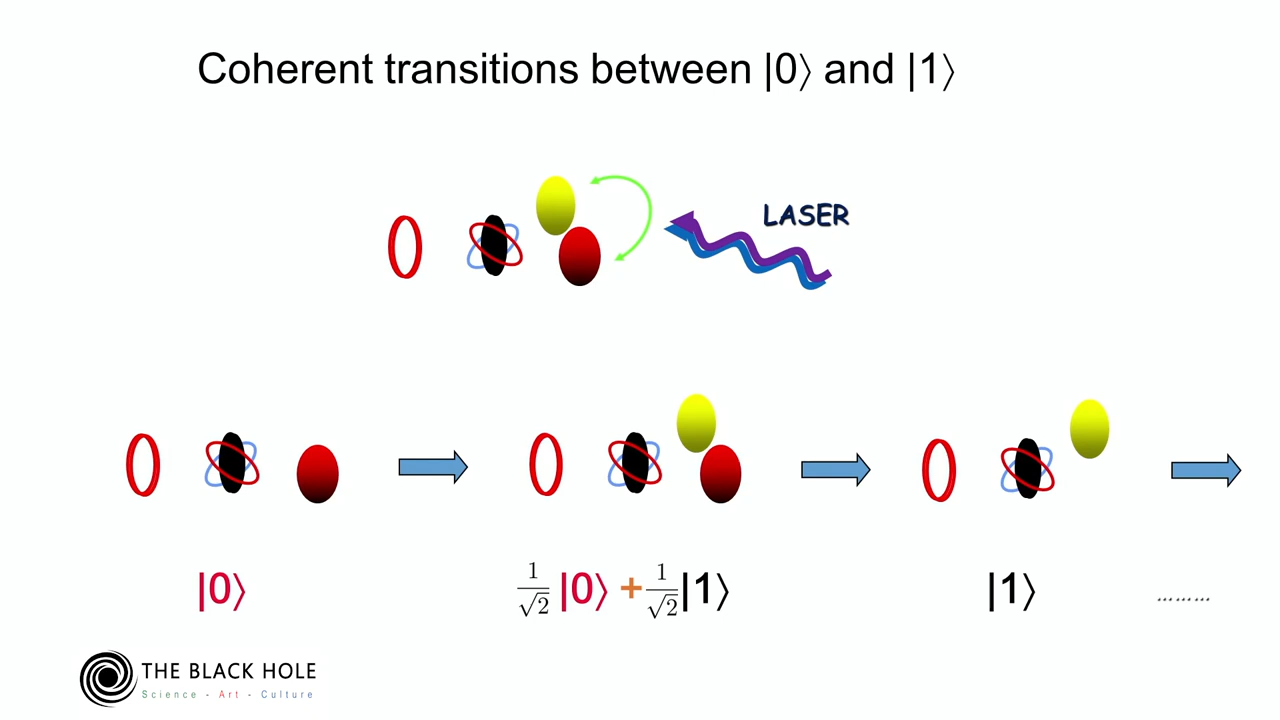 Coherent transitions between |0⟩ and |1⟩
LASER
|0⟩
1/√2 |0⟩ + 1/√2 |1⟩
|1⟩
.........
THE BLACK HOLE
Science - Art - Culture